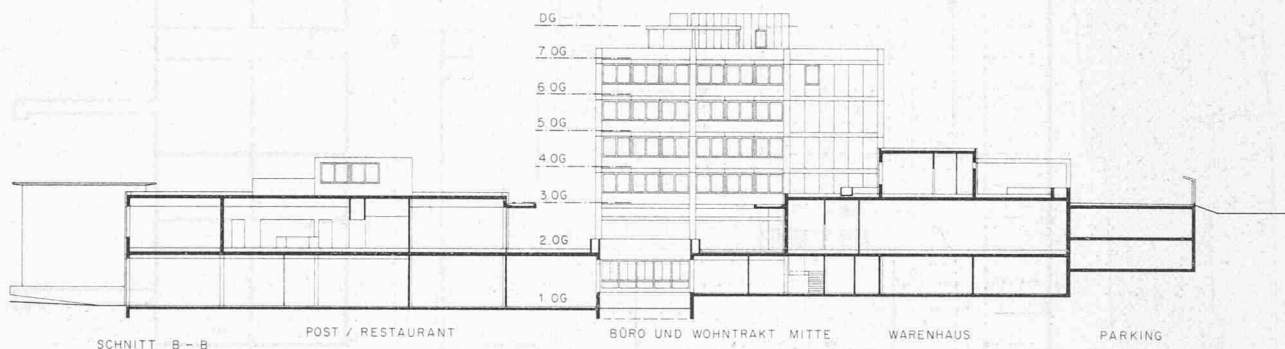 DG
7. OG
6. OG
5. OG
4. OG
3. OG
2. OG
1. OG
POST / RESTAURANT
BÜRO UND WOHNTRAKT MITTE
WARENHAUS
PARKING
SCHNITT B – B